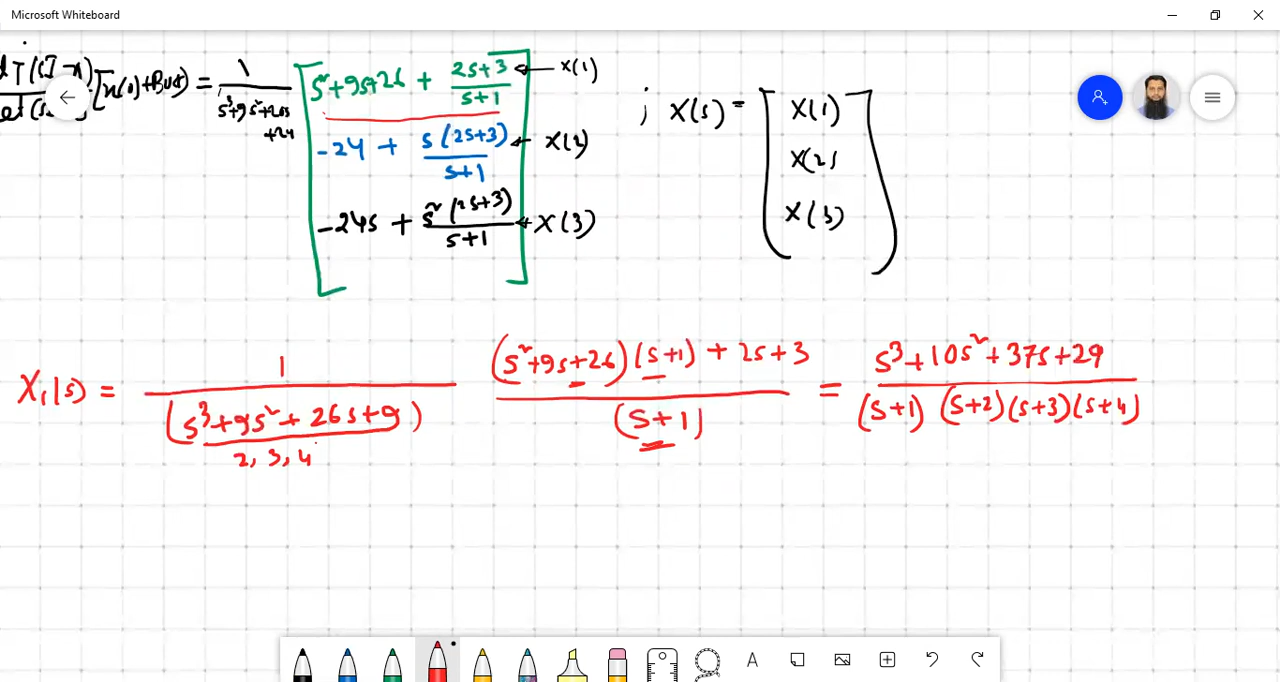 Microsoft Whiteboard
[x(0)+Bu(s)] = 1 / s³+9s²+26s+24 [ s²+9s+26 + 2s+3 / s+1 ← x(1)
-24 + s(2s+3) / s+1 ← x(2)
-24s + s²(2s+3) / s+1 ← x(3) ]
; X(s) = [ X(1)
X(2)
X(3) ]
X₁(s) = 1 / (s³+9s²+26s+9) (s²+9s+26)(s+1) + 2s+3 / (s+1) = s³+10s²+37s+29 / (s+1)(s+2)(s+3)(s+4)
2, 3, 4
A